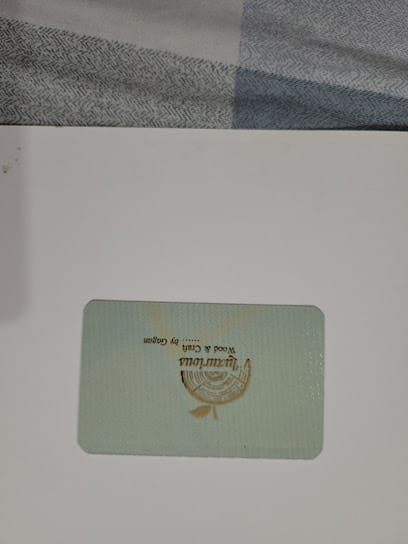 Luxurious
Wood & Craft
...... by Gagan